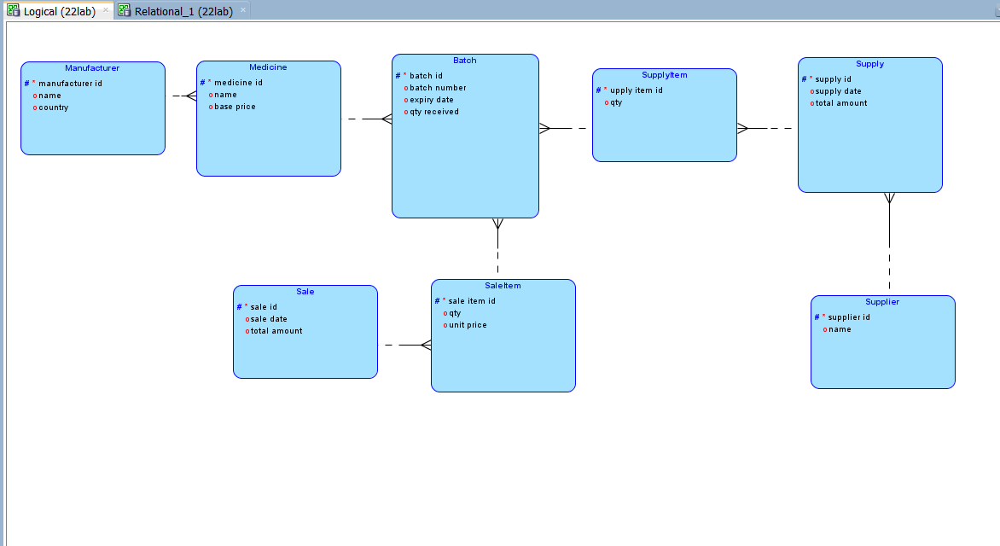 Logical (22lab) × Relational_1 (22lab) ×
Manufacturer
# * manufacturer id
o name
o country
Medicine
# * medicine id
o name
o base price
Batch
# * batch id
o batch number
o expiry date
o qty received
SupplyItem
# * upply item id
o qty
Supply
# * supply id
o supply date
o total amount
Sale
# * sale id
o sale date
o total amount
SaleItem
# * sale item id
o qty
o unit price
Supplier
# * supplier id
o name